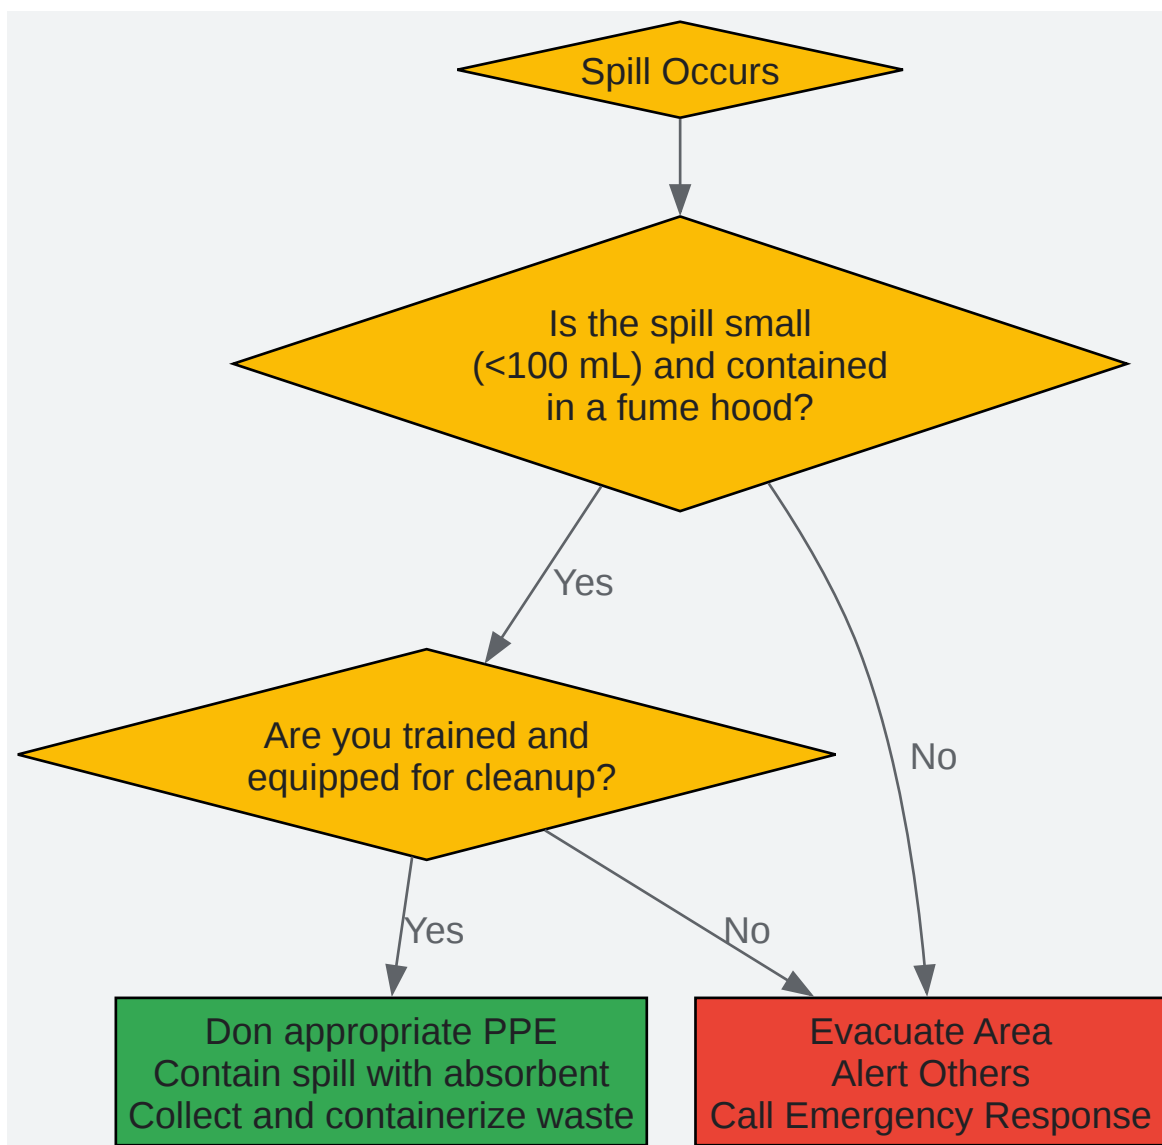 Spill Occurs
Is the spill small
(<100 mL) and contained
in a fume hood?
Yes
Are you trained and
equipped for cleanup?
No
Yes
No
Don appropriate PPE
Contain spill with absorbent
Collect and containerize waste
Evacuate Area
Alert Others
Call Emergency Response